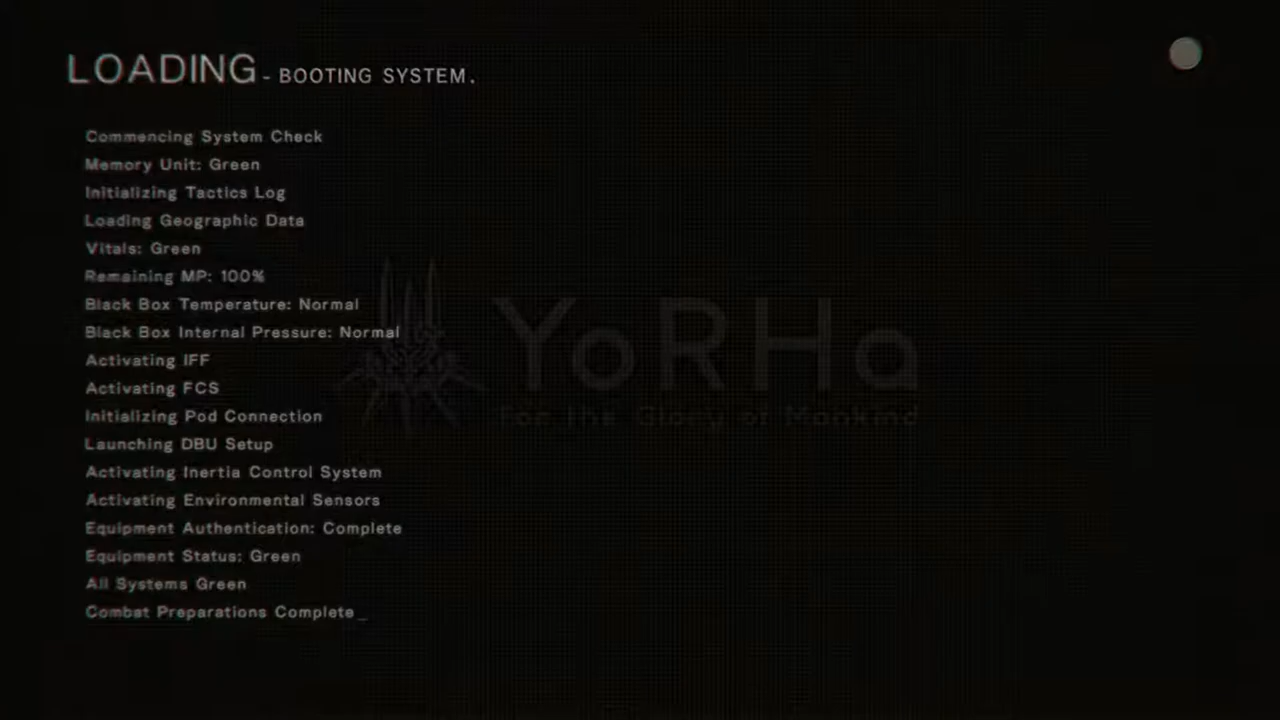 LOADING - BOOTING SYSTEM.
Commencing System Check
Memory Unit: Green
Initializing Tactics Log
Loading Geographic Data
Vitals: Green
Remaining MP: 100%
Black Box Temperature: Normal
Black Box Internal Pressure: Normal
Activating IFF
Activating FCS
Initializing Pod Connection
Launching DBU Setup
Activating Inertia Control System
Activating Environmental Sensors
Equipment Authentication: Complete
Equipment Status: Green
All Systems Green
Combat Preparations Complete_
YoRHa
For the Glory of Mankind